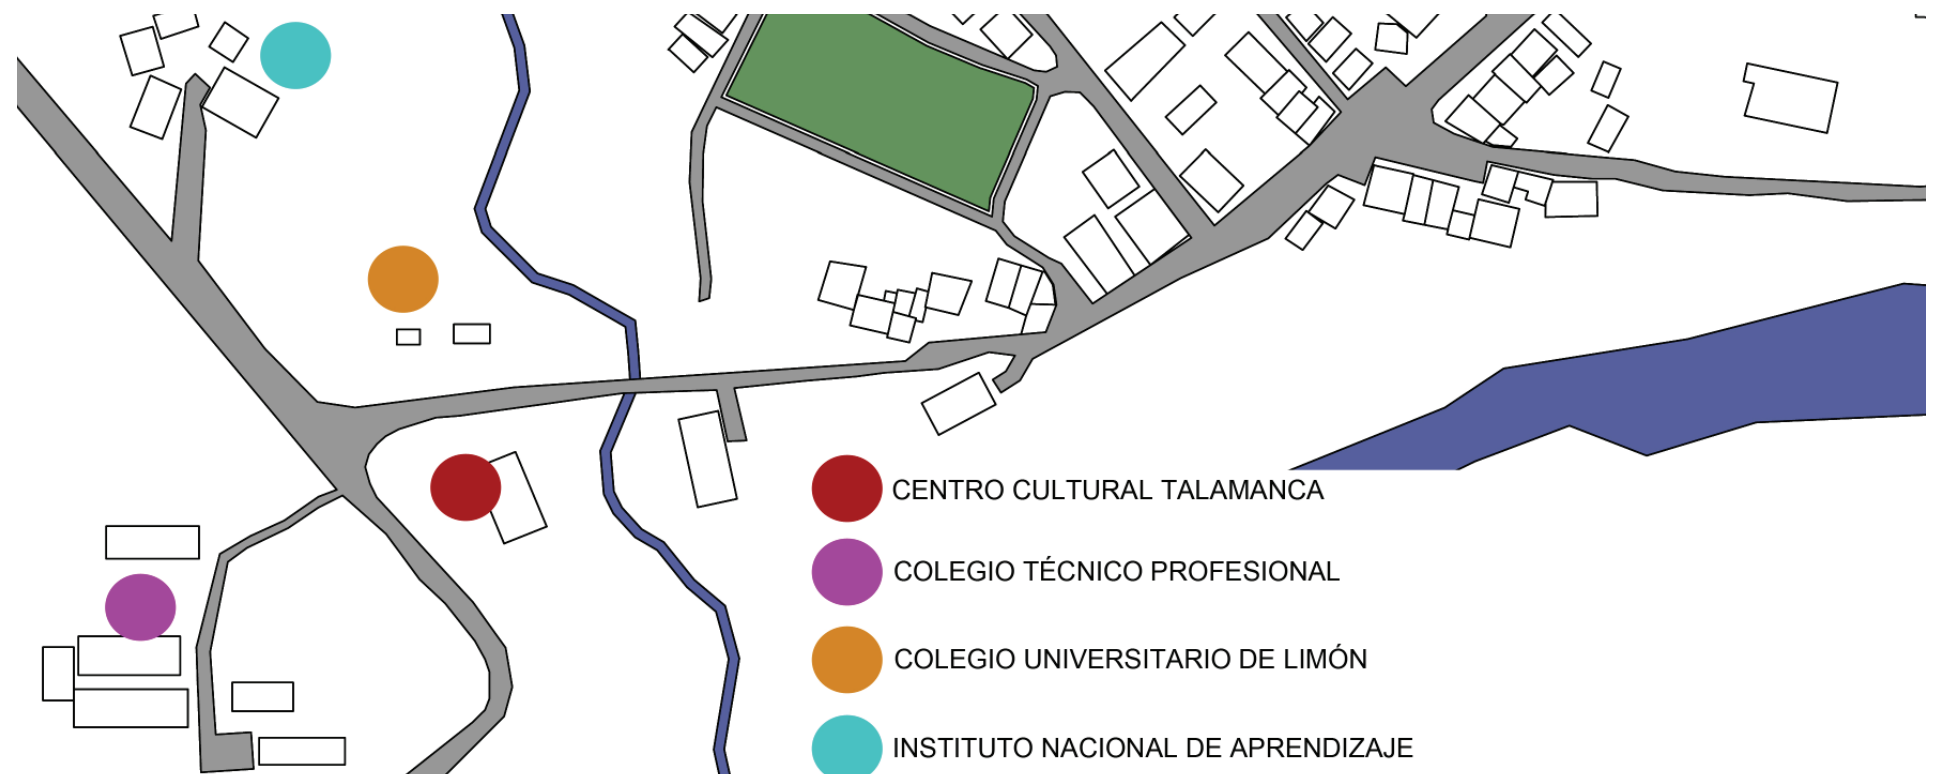 CENTRO CULTURAL TALAMANCA
COLEGIO TÉCNICO PROFESIONAL
COLEGIO UNIVERSITARIO DE LIMÓN
INSTITUTO NACIONAL DE APRENDIZAJE